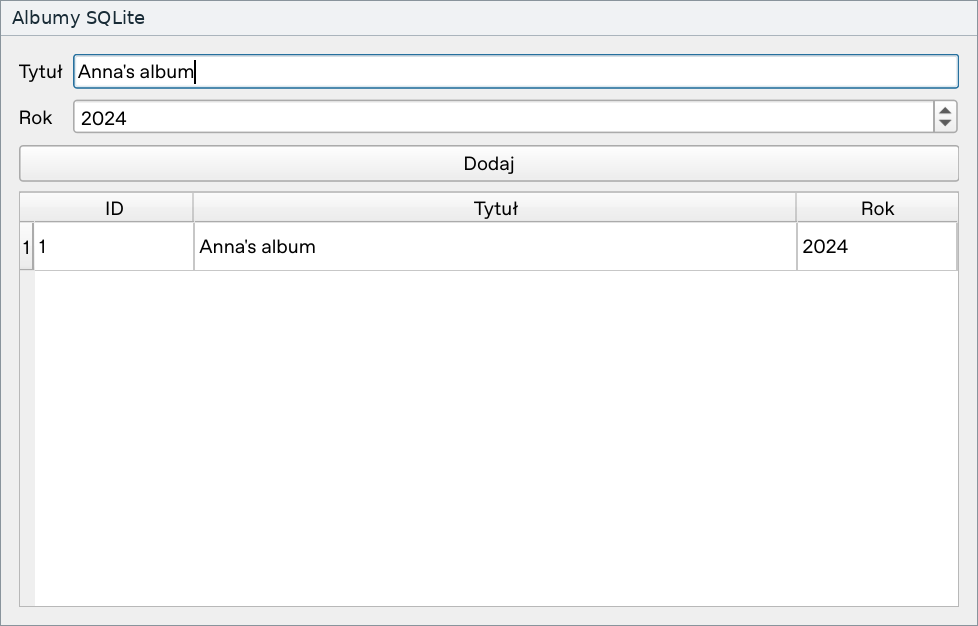 Albumy SQLite
Tytuł Anna's album
Rok 2024
Dodaj
ID Tytuł Rok
1 1 Anna's album 2024